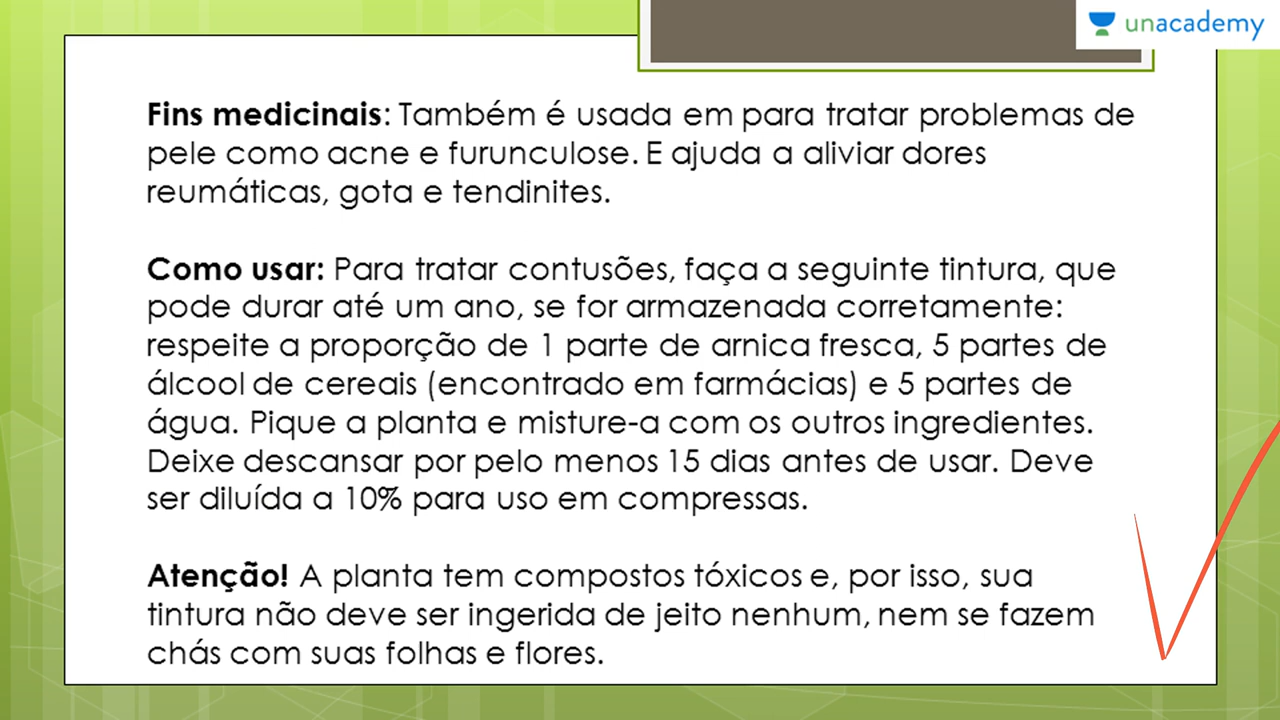 unacademy
Fins medicinais: Também é usada em para tratar problemas de
pele como acne e furunculose. E ajuda a aliviar dores
reumáticas, gota e tendinites.
Como usar: Para tratar contusões, faça a seguinte tintura, que
pode durar até um ano, se for armazenada corretamente:
respeite a proporção de 1 parte de arnica fresca, 5 partes de
álcool de cereais (encontrado em farmácias) e 5 partes de
água. Pique a planta e misture-a com os outros ingredientes.
Deixe descansar por pelo menos 15 dias antes de usar. Deve
ser diluída a 10% para uso em compressas.
Atenção! A planta tem compostos tóxicos e, por isso, sua
tintura não deve ser ingerida de jeito nenhum, nem se fazem
chás com suas folhas e flores.